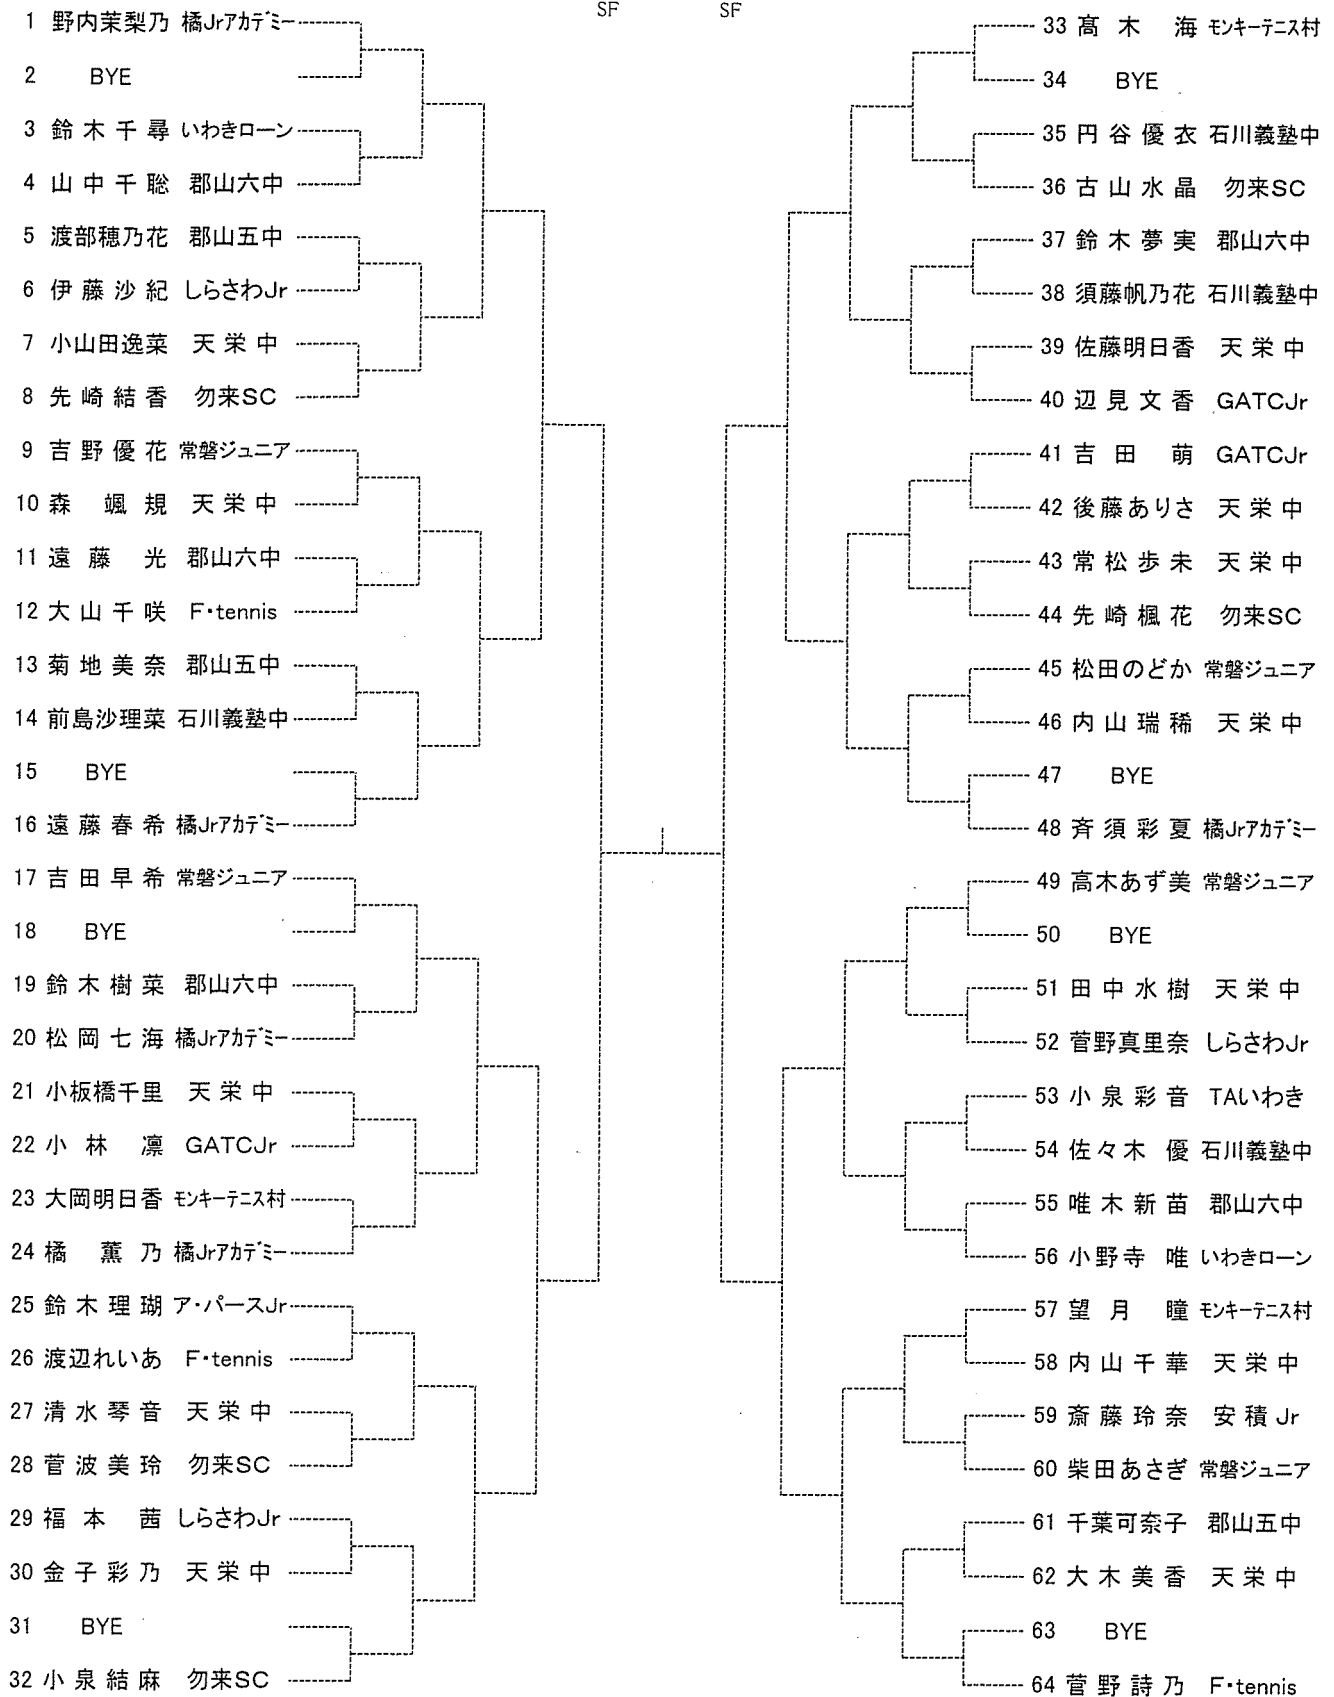 SF SF
1 野内茉梨乃 橘Jrアカデミー
2 BYE
3 鈴木千尋 いわきローン
4 山中千聡 郡山六中
5 渡部穂乃花 郡山五中
6 伊藤沙紀 しらさわJr
7 小山田逸菜 天栄中
8 先崎結香 勿来SC
9 吉野優花 常磐ジュニア
10 森颯規 天栄中
11 遠藤光 郡山六中
12 大山千咲 F・tennis
13 菊地美奈 郡山五中
14 前島沙理菜 石川義塾中
15 BYE
16 遠藤春希 橘Jrアカデミー
17 吉田早希 常磐ジュニア
18 BYE
19 鈴木樹菜 郡山六中
20 松岡七海 橘Jrアカデミー
21 小板橋千里 天栄中
22 小林凛 GATCJr
23 大岡明日香 モンキーテニス村
24 橘薫乃 橘Jrアカデミー
25 鈴木理瑚 ア・パースJr
26 渡辺れいあ F・tennis
27 清水琴音 天栄中
28 菅波美玲 勿来SC
29 福本茜 しらさわJr
30 金子彩乃 天栄中
31 BYE
32 小泉結麻 勿来SC
33 髙木海 モンキーテニス村
34 BYE
35 円谷優衣 石川義塾中
36 古山水晶 勿来SC
37 鈴木夢実 郡山六中
38 須藤帆乃花 石川義塾中
39 佐藤明日香 天栄中
40 辺見文香 GATCJr
41 吉田萌 GATCJr
42 後藤ありさ 天栄中
43 常松歩未 天栄中
44 先崎楓花 勿来SC
45 松田のどか 常磐ジュニア
46 内山瑞稀 天栄中
47 BYE
48 斉須彩夏 橘Jrアカデミー
49 高木あず美 常磐ジュニア
50 BYE
51 田中水樹 天栄中
52 菅野真里奈 しらさわJr
53 小泉彩音 TAいわき
54 佐々木優 石川義塾中
55 唯木新苗 郡山六中
56 小野寺唯 いわきローン
57 望月瞳 モンキーテニス村
58 内山千華 天栄中
59 斎藤玲奈 安積Jr
60 柴田あさぎ 常磐ジュニア
61 千葉可奈子 郡山五中
62 大木美香 天栄中
63 BYE
64 菅野詩乃 F・tennis